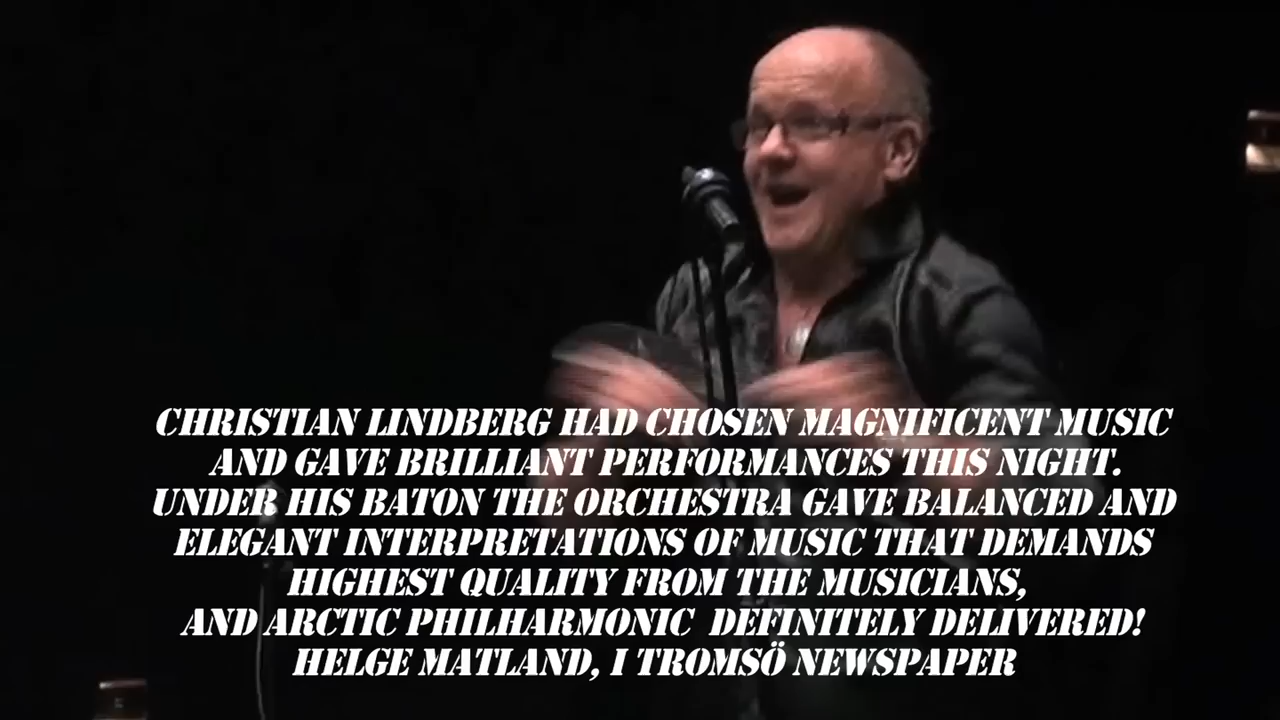 CHRISTIAN LINDBERG HAD CHOSEN MAGNIFICENT MUSIC
AND GAVE BRILLIANT PERFORMANCES THIS NIGHT.
UNDER HIS BATON THE ORCHESTRA GAVE BALANCED AND
ELEGANT INTERPRETATIONS OF MUSIC THAT DEMANDS
HIGHEST QUALITY FROM THE MUSICIANS,
AND ARCTIC PHILHARMONIC DEFINITELY DELIVERED!
HELGE MATLAND, I TROMSÖ NEWSPAPER